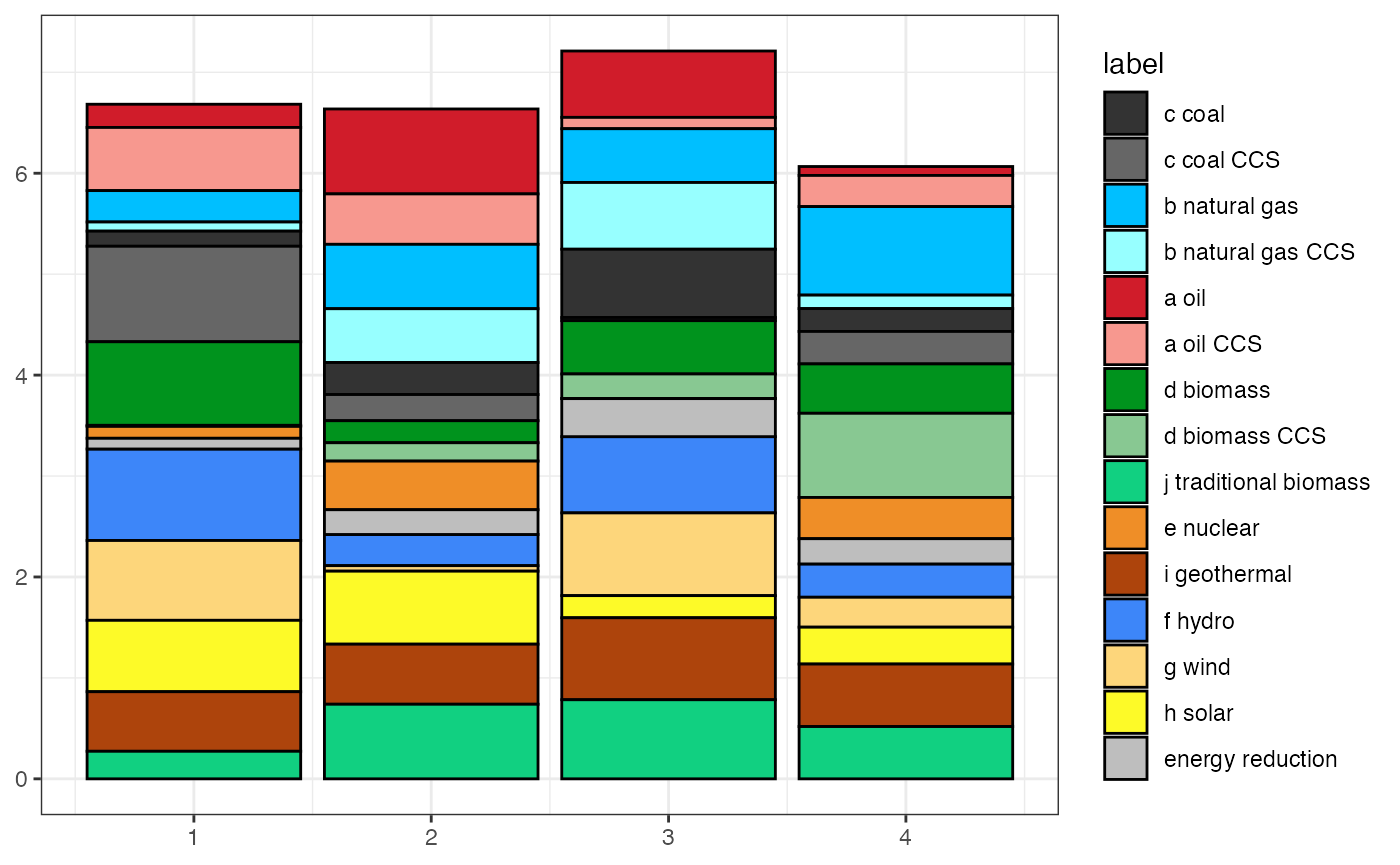 label
c coal
c coal CCS
b natural gas
b natural gas CCS
a oil
a oil CCS
d biomass
d biomass CCS
j traditional biomass
e nuclear
i geothermal
f hydro
g wind
h solar
energy reduction
6
4
2
0
1 2 3 4